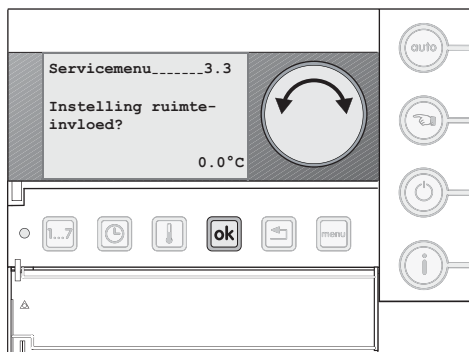 Servicemenu______3.3
Instelling ruimte-
invloed?
0.0°C
auto
1...7
ok
menu
i